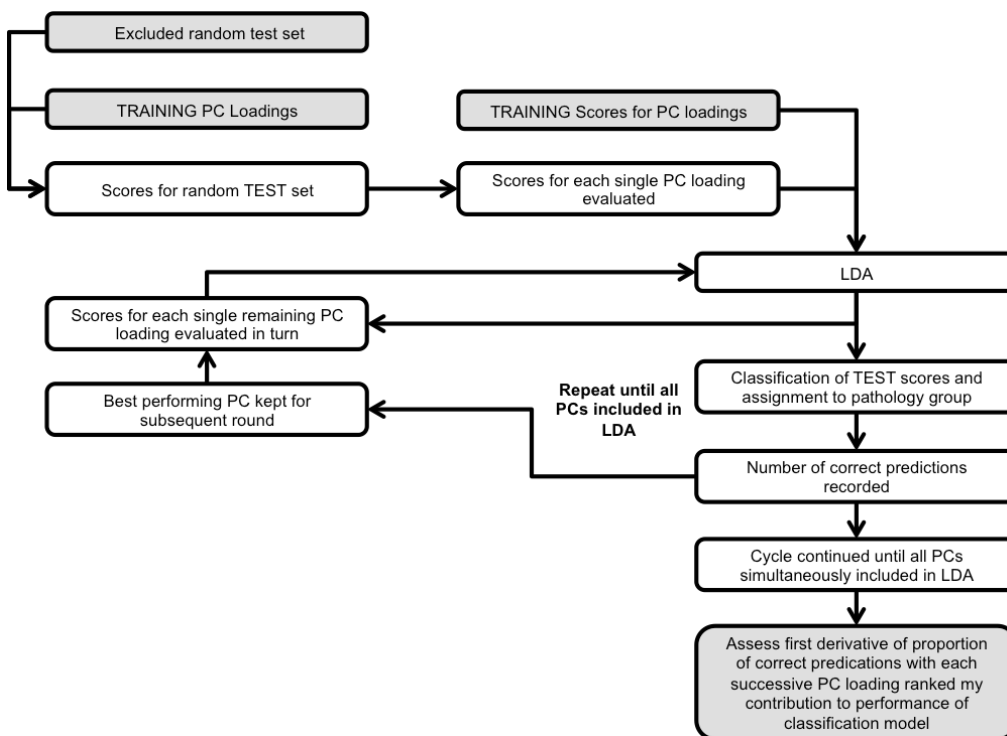 Excluded random test set
TRAINING PC Loadings
TRAINING Scores for PC loadings
Scores for random TEST set
Scores for each single PC loading
evaluated
LDA
Scores for each single remaining PC
loading evaluated in turn
Classification of TEST scores and
assignment to pathology group
Repeat until all
PCs included in
LDA
Best performing PC kept for
subsequent round
Number of correct predictions
recorded
Cycle continued until all PCs
simultaneously included in LDA
Assess first derivative of proportion
of correct predications with each
successive PC loading ranked my
contribution to performance of
classification model